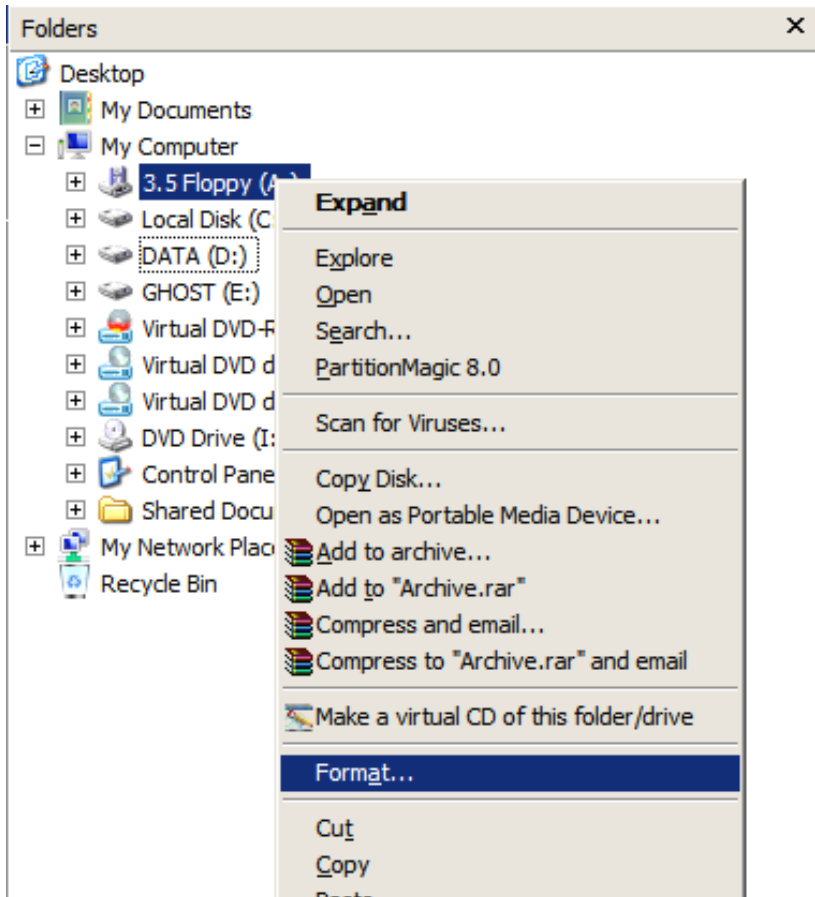 Folders
Desktop
My Documents
My Computer
3.5 Floppy (A:)
Local Disk (C
DATA (D:)
GHOST (E:)
Virtual DVD-R
Virtual DVD d
Virtual DVD d
DVD Drive (I:
Control Pane
Shared Docu
My Network Plac
Recycle Bin
Expand
Explore
Open
Search...
PartitionMagic 8.0
Scan for Viruses...
Copy Disk...
Open as Portable Media Device...
Add to archive...
Add to "Archive.rar"
Compress and email...
Compress to "Archive.rar" and email
Make a virtual CD of this folder/drive
Format...
Cut
Copy